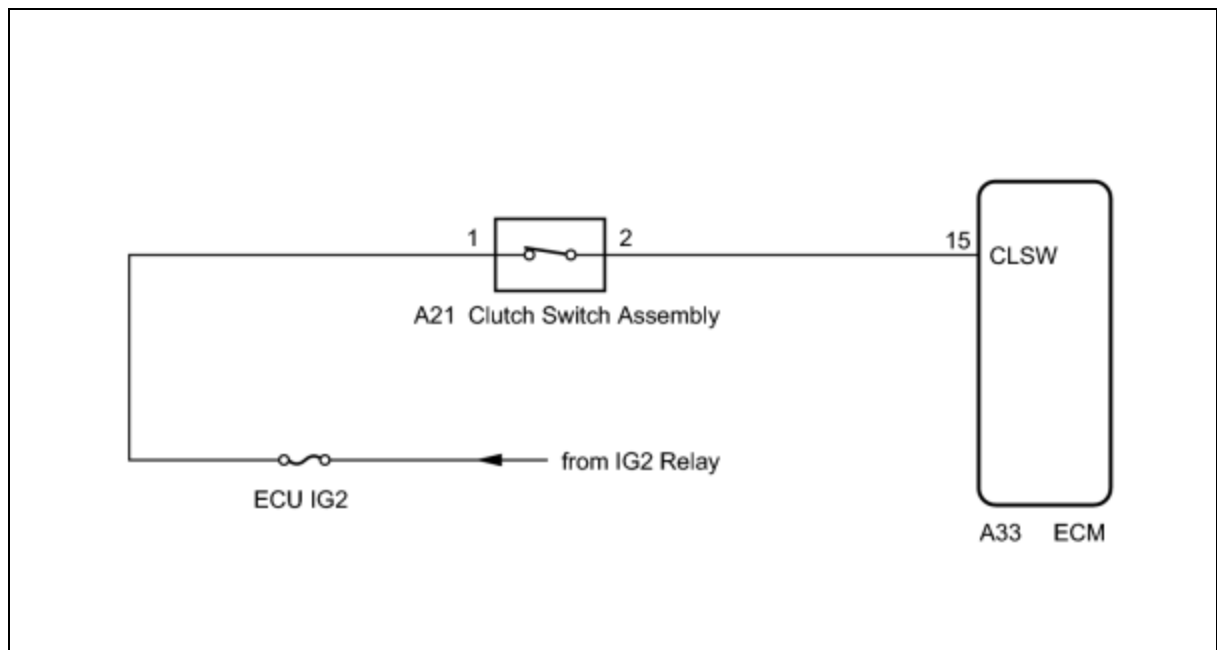 1 2
15 CLSW
A21 Clutch Switch Assembly
from IG2 Relay
ECU IG2
A33 ECM